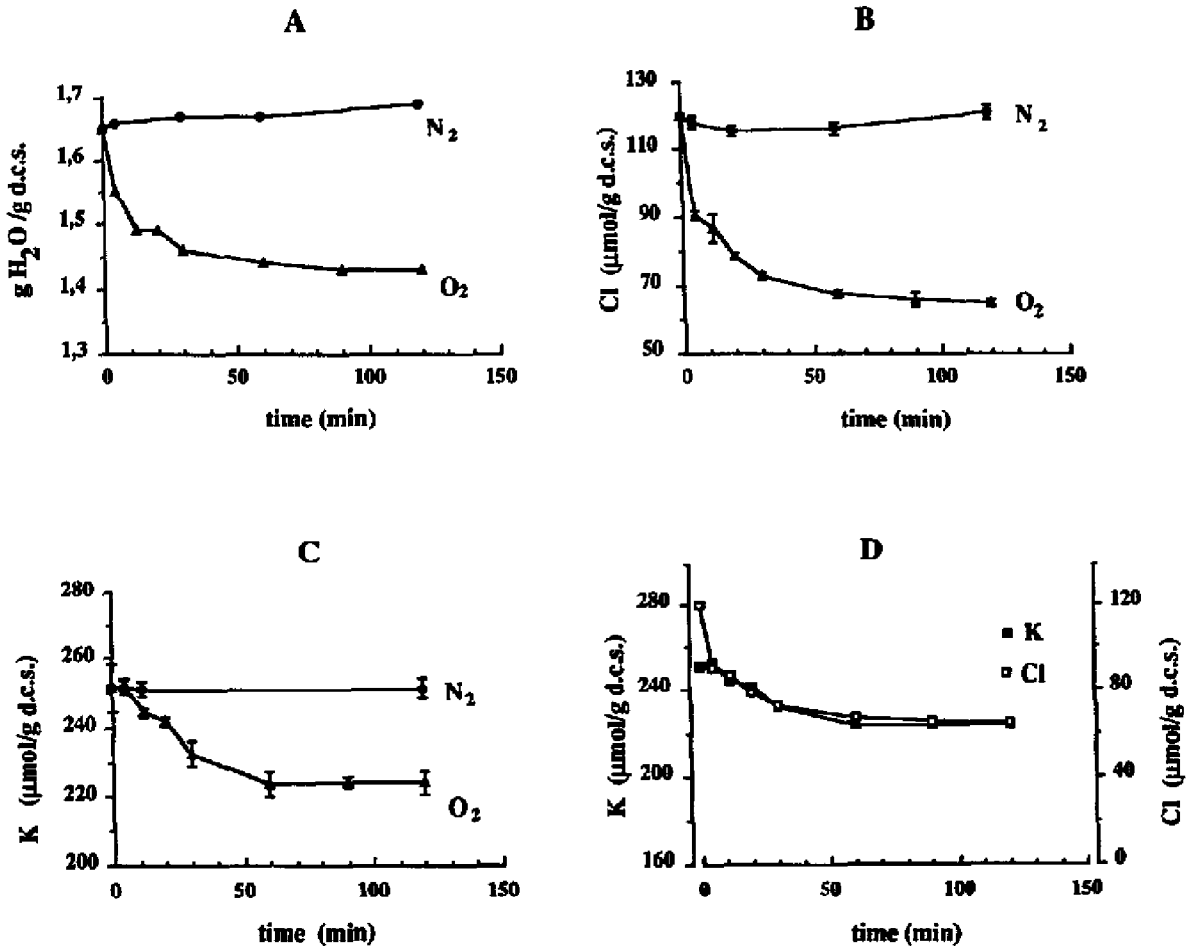 A
g H2O /g d.c.s.
1,7
1,6
1,5
1,4
1,3
N2
O2
0 50 100 150
time (min)
B
Cl (µmol/g d.c.s.)
130
110
90
70
50
N2
O2
0 50 100 150
time (min)
C
K (µmol/g d.c.s.)
280
260
240
220
200
N2
O2
0 50 100 150
time (min)
D
K (µmol/g d.c.s.)
280
240
200
160
K
Cl
120
80
40
0
Cl (µmol/g d.c.s.)
0 50 100 150
time (min)